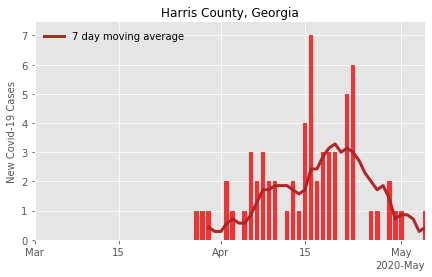 Harris County, Georgia
7 day moving average
New Covid-19 Cases
7
6
5
4
3
2
1
0
Mar
15
Apr
15
May
2020-May